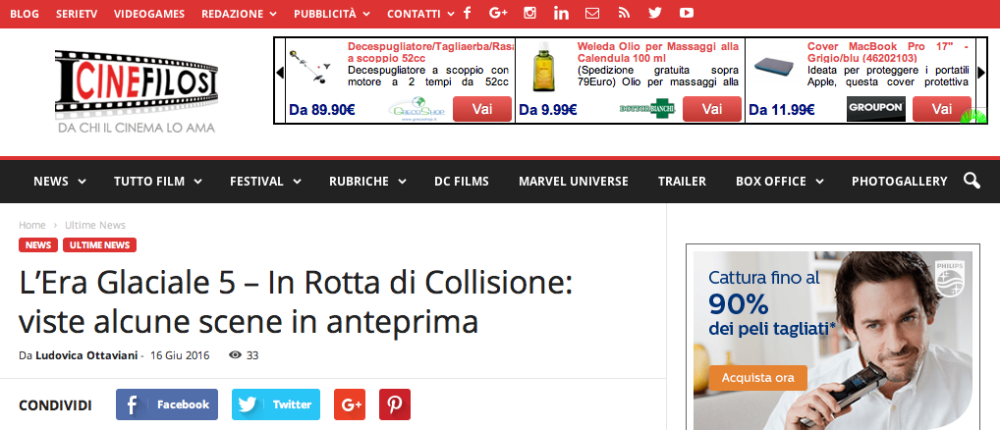 BLOG SERIETV VIDEOGAMES REDAZIONE PUBBLICITÀ CONTATTI
CINEFILOS
DA CHI IL CINEMA LO AMA
Decespugliatore/Tagliaerba/Rasa
a scoppio 52cc
Decespugliatore a scoppio con
motore a 2 tempi da 52cc
Da 89.90€
Vai
Weleda Olio per Massaggi alla
Calendula 100 ml
(Spedizione gratuita sopra
79Euro) Olio per massaggi alla
Da 9.99€
DOTTORBIANCHI
Vai
Cover MacBook Pro 17" -
Grigio/blu (46202103)
Ideata per proteggere i portatili
Apple, questa cover protettiva
Da 11.99€
GROUPON
Vai
NEWS TUTTO FILM FESTIVAL RUBRICHE DC FILMS MARVEL UNIVERSE TRAILER BOX OFFICE PHOTOGALLERY
Home › Ultime News
NEWS ULTIME NEWS
L'Era Glaciale 5 – In Rotta di Collisione:
viste alcune scene in anteprima
Da Ludovica Ottaviani - 16 Giu 2016 33
CONDIVIDI Facebook Twitter
PHILIPS
Cattura fino al
90%
dei peli tagliati*
Acquista ora